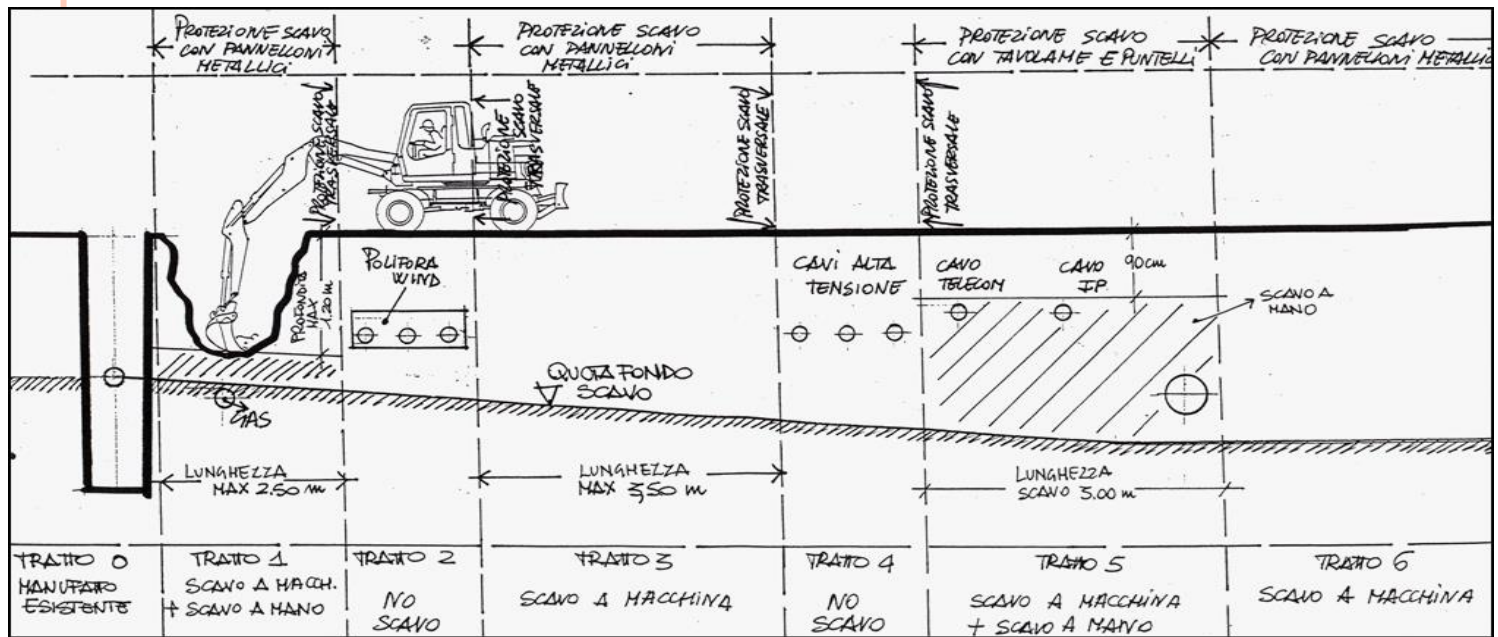 PROTEZIONE SCAVO
CON PANNELLONI
METALLICI
PROTEZIONE SCAVO
CON PANNELLONI
METALLICI
PROTEZIONE SCAVO
CON TAVOLAME E PUNTELLI
PROTEZIONE SCAVO
CON PANNELLONI METALLIC
PROTEZIONE SCAVO
TRASVERSALE
PROTEZIONE
SCAVO
TRASVERSALE
PROTEZIONE SCAVO
TRASVERSALE
PROTEZIONE SCAVO
TRASVERSALE
PROFONDITÀ
MAX
1.20 m
POLIFORA
WIND
CAVI ALTA
TENSIONE
CAVO
TELECOM
CAVO
I.P.
90cm
SCAVO A
MANO
QUOTA FONDO
SCAVO
GAS
LUNGHEZZA
MAX 2.50 m
LUNGHEZZA
MAX 3,50 m
LUNGHEZZA
SCAVO 3.00 m
TRATTO 0
MANUFATO
ESISTENTE
TRATTO 1
SCAVO A MACCH.
+ SCAVO A MANO
TRATTO 2
NO
SCAVO
TRATTO 3
SCAVO A MACCHINA
TRATTO 4
NO
SCAVO
TRATTO 5
SCAVO A MACCHINA
+ SCAVO A MANO
TRATTO 6
SCAVO A MACCHINA